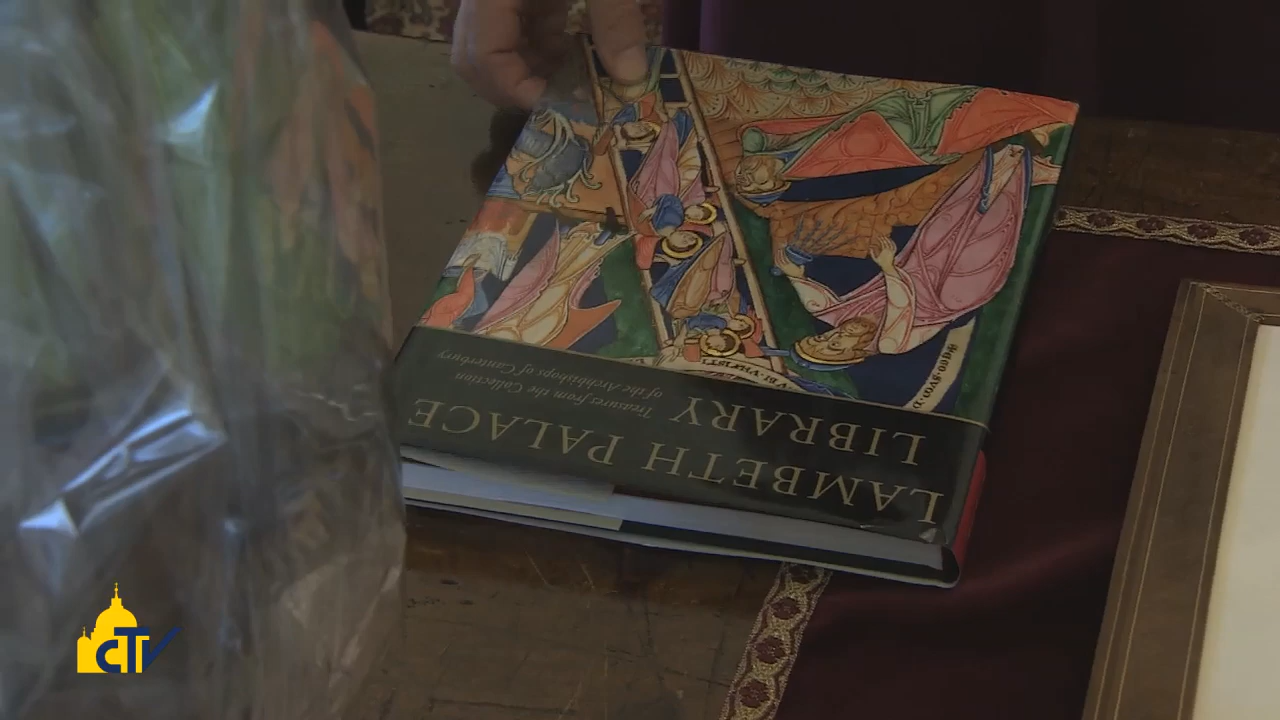 LAMBETH PALACE
LIBRARY
Treasures from the Collection
of the Archbishops of Canterbury
CTV